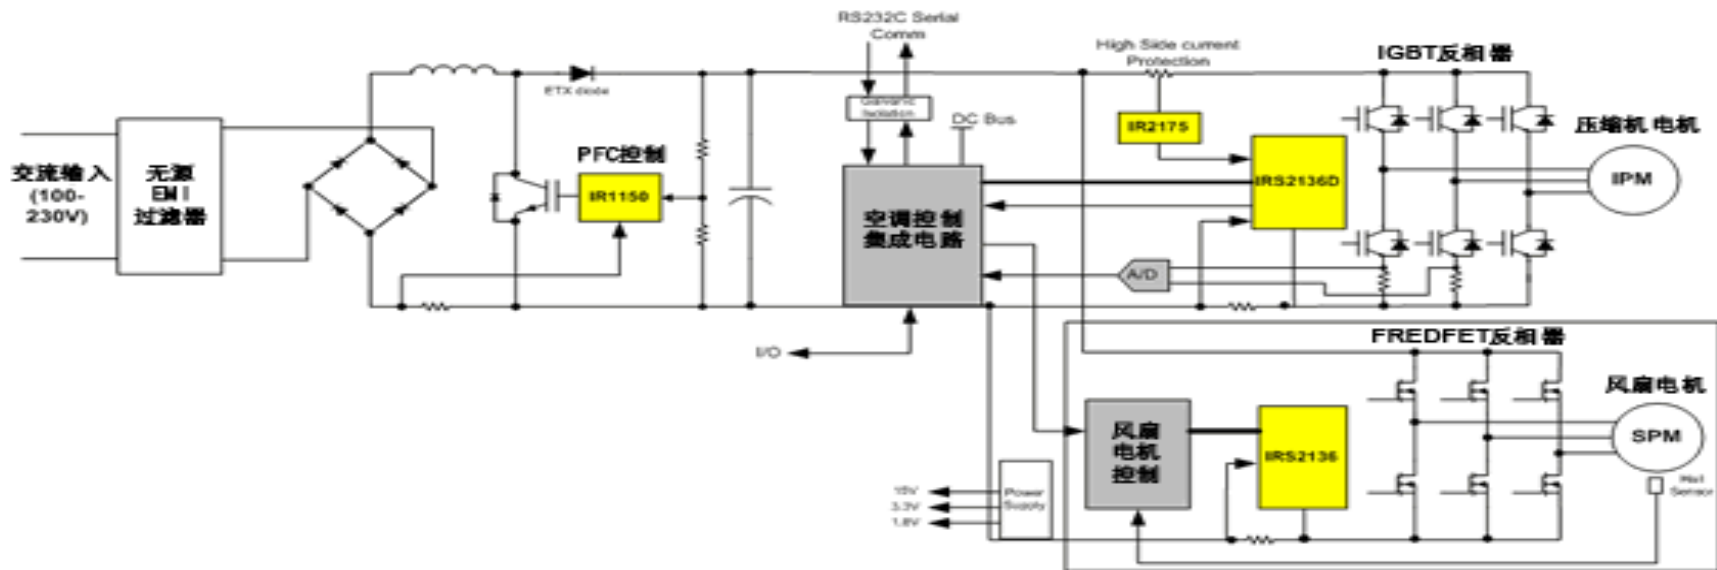 RS232C Serial
Comm
Galvanic
Isolation
DC Bus
High Side current
Protection
IGBT反相器
IR2175
压缩机 电机
IPM
ETX diode
PFC控制
IR1150
交流输入
(100-
230V)
无源
EMI
过滤器
空调控制
集成电路
IRS2136D
A/D
I/O
FREDFET反相器
风扇电机
SPM
Hall
Sensor
风扇
电机
控制
IRS2136
Power
Supply
15V
3.3V
1.8V